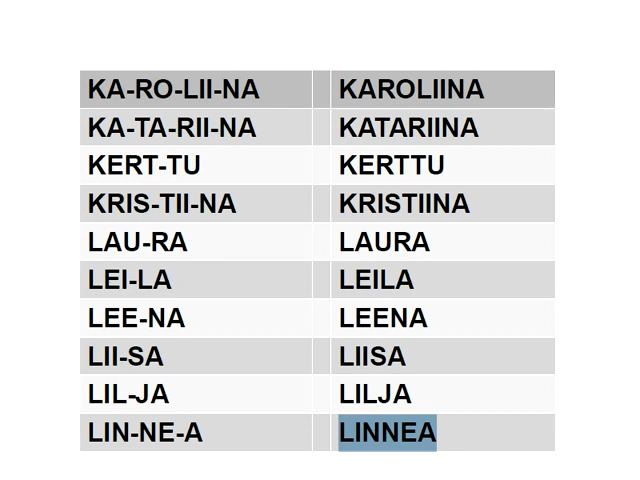 KA-RO-LII-NA KAROLIINA
KA-TA-RII-NA KATARIINA
KERT-TU KERTTU
KRIS-TII-NA KRISTIINA
LAU-RA LAURA
LEI-LA LEILA
LEE-NA LEENA
LII-SA LIISA
LIL-JA LILJA
LIN-NE-A LINNEA